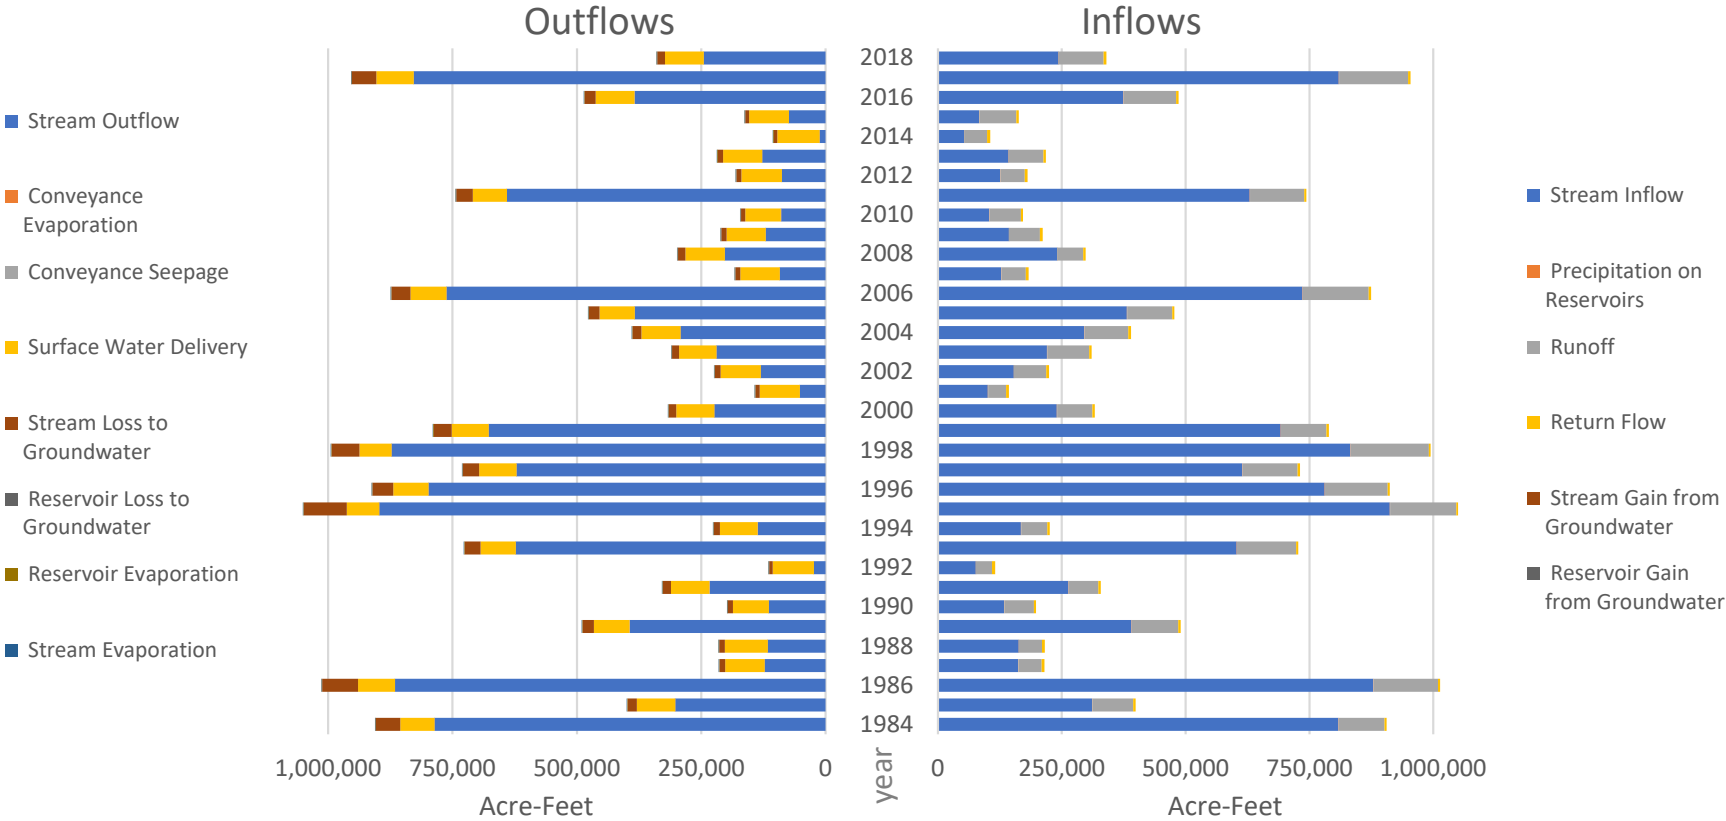 Outflows
Inflows
Stream Outflow
Conveyance
Evaporation
Conveyance Seepage
Surface Water Delivery
Stream Loss to
Groundwater
Reservoir Loss to
Groundwater
Reservoir Evaporation
Stream Evaporation
2018
2016
2014
2012
2010
2008
2006
2004
2002
2000
1998
1996
1994
1992
1990
1988
1986
1984
year
1,000,000
750,000
500,000
250,000
0
Acre-Feet
0
250,000
500,000
750,000
1,000,000
Acre-Feet
Stream Inflow
Precipitation on
Reservoirs
Runoff
Return Flow
Stream Gain from
Groundwater
Reservoir Gain
from Groundwater